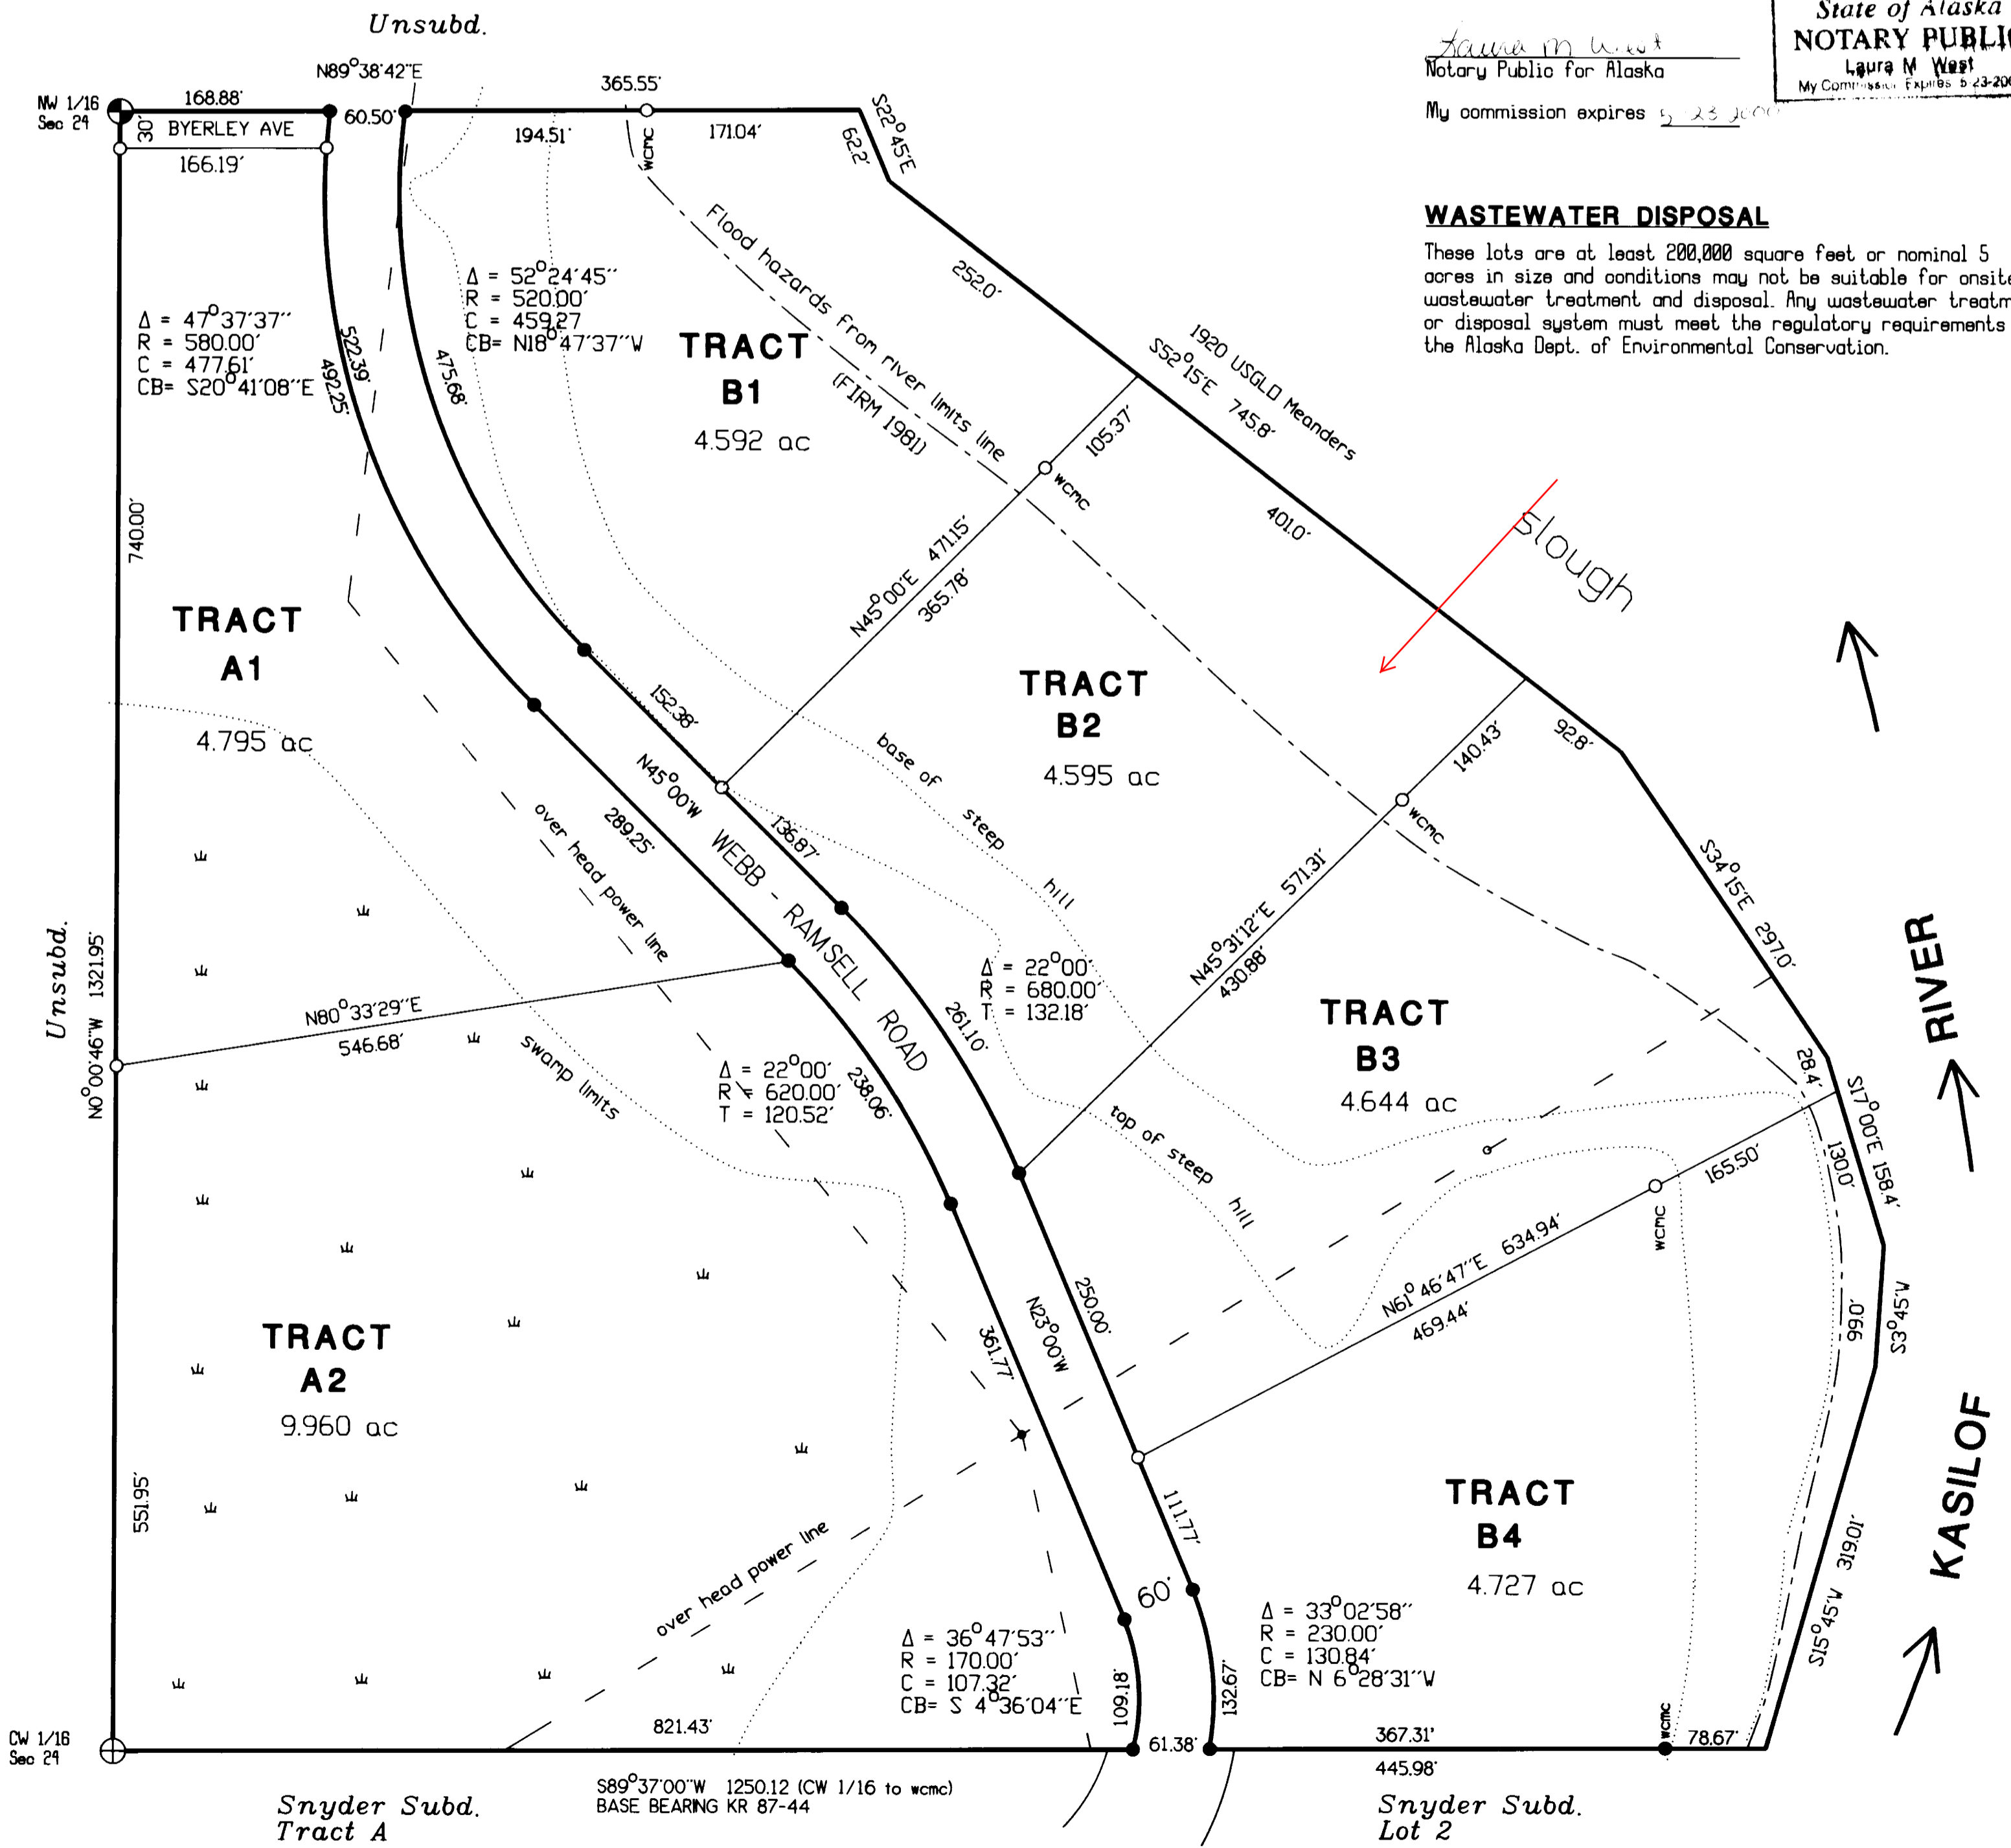 Unsubd.
Laura M West
Notary Public for Alaska
My commission expires 5-23-2000
State of Alaska
NOTARY PUBLIC
Laura M West
My Commission Expires 5-23-200
WASTEWATER DISPOSAL
These lots are at least 200,000 square feet or nominal 5
acres in size and conditions may not be suitable for onsite
wastewater treatment and disposal. Any wastewater treatm
or disposal system must meet the regulatory requirements
the Alaska Dept. of Environmental Conservation.
N89°38'42"E
365.55'
NW 1/16
Sec 24
168.88'
60.50'
30'
BYERLEY AVE
166.19'
194.51'
wcmc
171.04'
62.2'
S22°45'E
Flood hazards from river limits line
(FIRM 1981)
252.0'
1920 USGLO Meanders
S52°15'E 745.8'
Δ = 52°24'45"
R = 520.00'
C = 459.27
CB= N18°47'37"W
Δ = 47°37'37"
R = 580.00'
C = 477.61'
CB= S20°41'08"E
522.39'
492.25'
475.68'
TRACT
B1
4.592 ac
105.37'
wcmc
401.0'
Slough
740.00'
N45°00'E 471.15'
365.78'
TRACT
A1
4.795 ac
152.38'
TRACT
B2
4.595 ac
92.8'
140.43'
wcmc
base of steep hill
N45°00'W
WEBB - RAMSELL ROAD
136.87'
289.25'
over head power line
S34°15'E 297.0'
N45°31'12"E 571.31'
430.88'
Unsubd.
N0°00'46"W 1321.95'
N80°33'29"E
546.68'
swamp limits
Δ = 22°00'
R = 680.00'
T = 132.18'
261.10'
Δ = 22°00'
R = 620.00'
T = 120.52'
238.06'
TRACT
B3
4.644 ac
28.4'
S17°00'E 158.4'
130.0'
RIVER
top of steep hill
165.50'
wcmc
N61°46'47"E 634.94'
469.44'
99.0'
S3°45'W
250.00'
N23°00'W
361.77'
TRACT
A2
9.960 ac
551.95'
over head power line
111.77'
60'
TRACT
B4
4.727 ac
KASILOF
319.01'
S15°45'W
Δ = 36°47'53"
R = 170.00'
C = 107.32'
CB= S 4°36'04"E
109.18'
132.67'
Δ = 33°02'58"
R = 230.00'
C = 130.84'
CB= N 6°28'31"W
CW 1/16
Sec 24
821.43'
61.38'
367.31'
wcmc
78.67'
445.98'
S89°37'00"W 1250.12 (CW 1/16 to wcmc)
BASE BEARING KR 87-44
Snyder Subd.
Tract A
Snyder Subd.
Lot 2